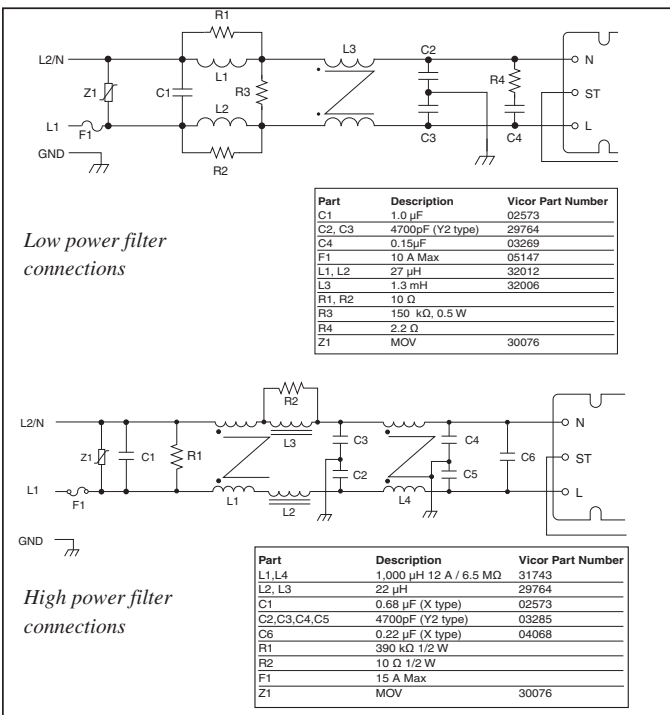 R1
L2/N
L3
C2
N
L1
Z1
C1
R3
R4
ST
L2
L1
F1
L
C3
C4
GND
R2
Low power filter
connections
Part Description Vicor Part Number
C1 1.0 µF 02573
C2, C3 4700pF (Y2 type) 29764
C4 0.15µF 03269
F1 10 A Max 05147
L1, L2 27 µH 32012
L3 1.3 mH 32006
R1, R2 10 Ω
R3 150 kΩ, 0.5 W
R4 2.2 Ω
Z1 MOV 30076
R2
L2/N
N
L3
C3
C4
Z1
C1
R1
C6
ST
C2
C5
L1
F1
L1
L2
L4
L
GND
High power filter
connections
Part Description Vicor Part Number
L1,L4 1,000 µH 12 A / 6.5 MΩ 31743
L2, L3 22 µH 29764
C1 0.68 µF (X type) 02573
C2,C3,C4,C5 4700pF (Y2 type) 03285
C6 0.22 µF (X type) 04068
R1 390 kΩ 1/2 W
R2 10 Ω 1/2 W
F1 15 A Max
Z1 MOV 30076